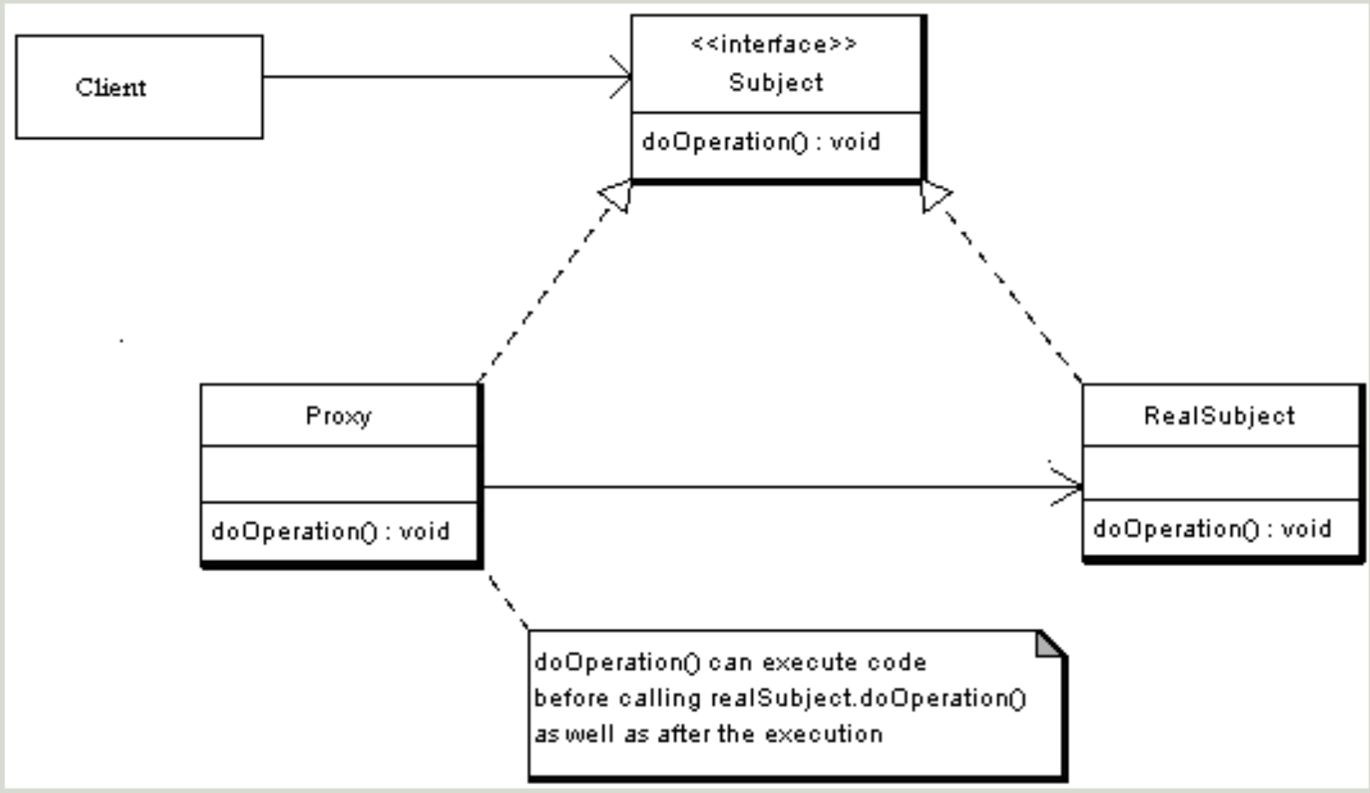 Client
<<interface>>
Subject
doOperation() : void
Proxy
doOperation() : void
RealSubject
doOperation() : void
doOperation() can execute code
before calling realSubject.doOperation()
as well as after the execution